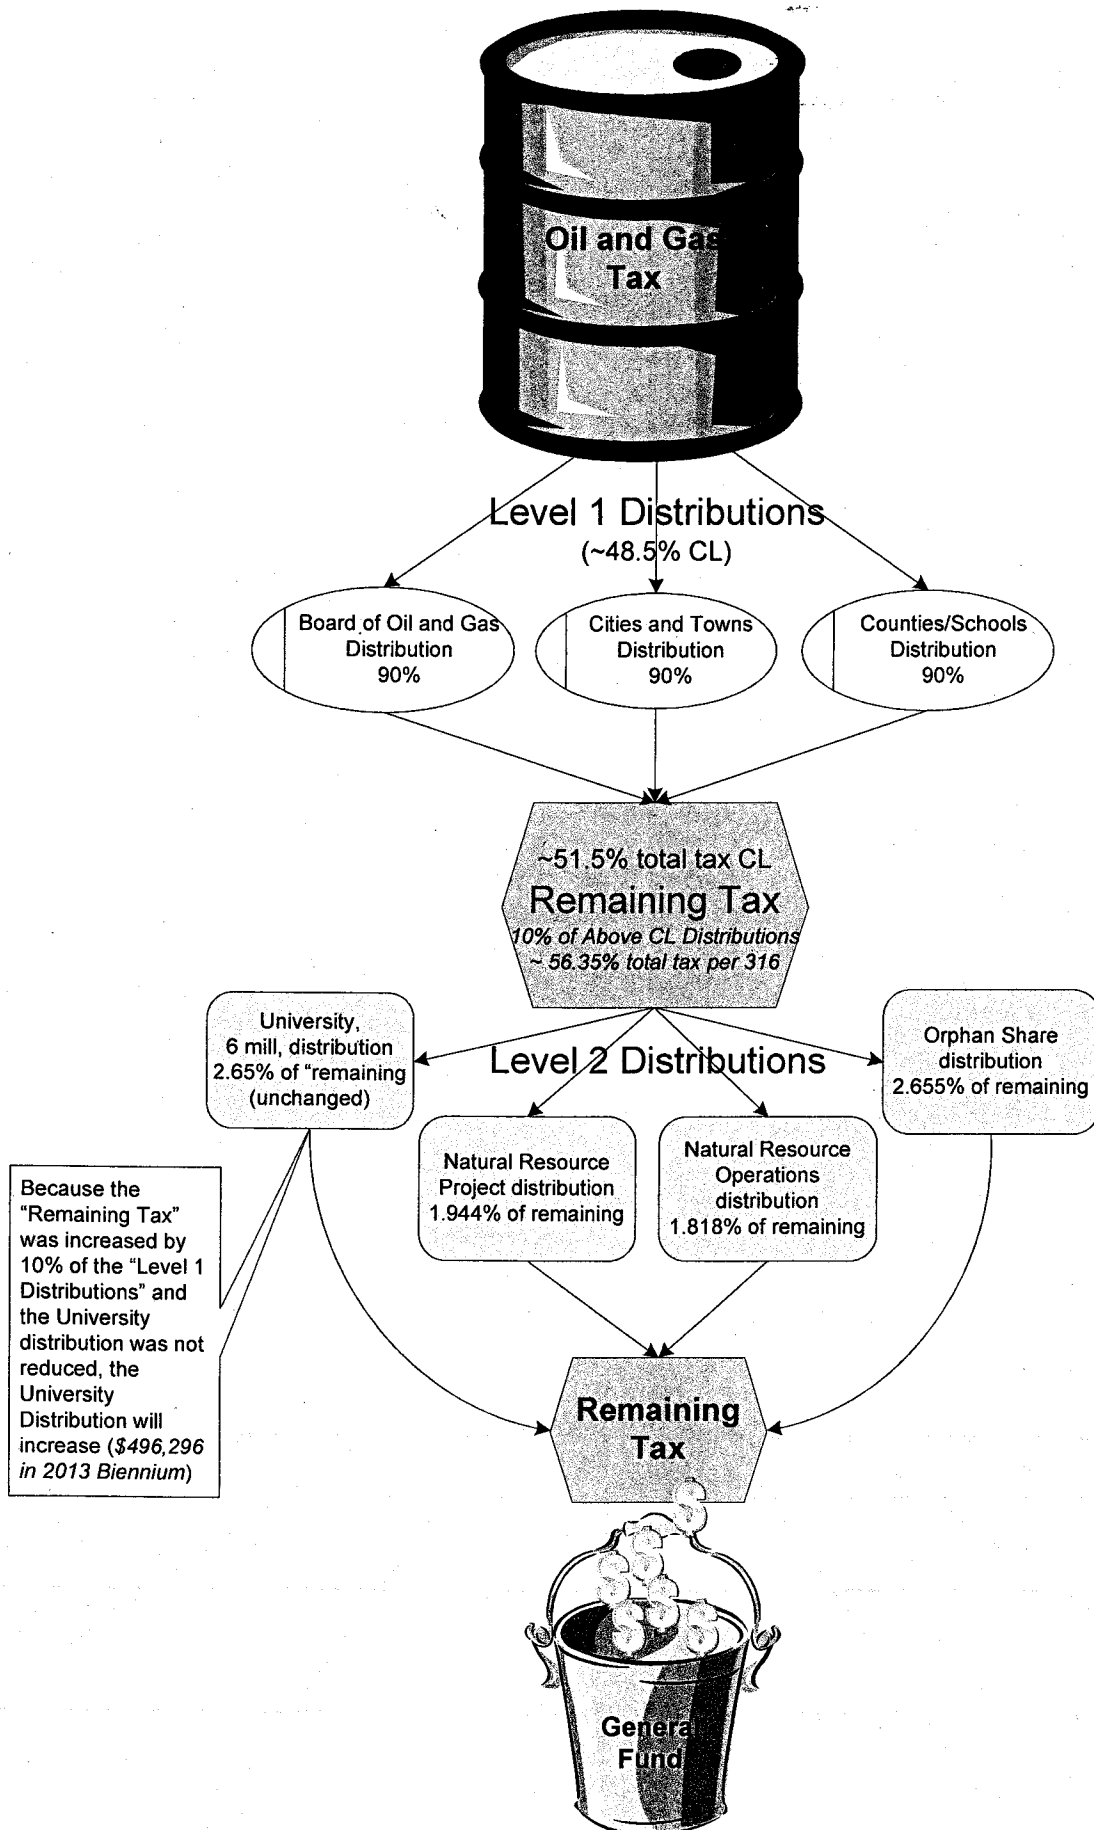 Oil and Gas
Tax
Level 1 Distributions
(~48.5% CL)
Board of Oil and Gas
Distribution
90%
Cities and Towns
Distribution
90%
Counties/Schools
Distribution
90%
~51.5% total tax CL
Remaining Tax
10% of Above CL Distributions
~ 56.35% total tax per 316
University,
6 mill, distribution
2.65% of "remaining
(unchanged)
Level 2 Distributions
Orphan Share
distribution
2.655% of remaining
Natural Resource
Project distribution
1.944% of remaining
Natural Resource
Operations
distribution
1.818% of remaining
Because the
"Remaining Tax"
was increased by
10% of the "Level 1
Distributions" and
the University
distribution was not
reduced, the
University
Distribution will
increase ($496,296
in 2013 Biennium)
Remaining
Tax
$
$
$
$
$
$
General
Fund